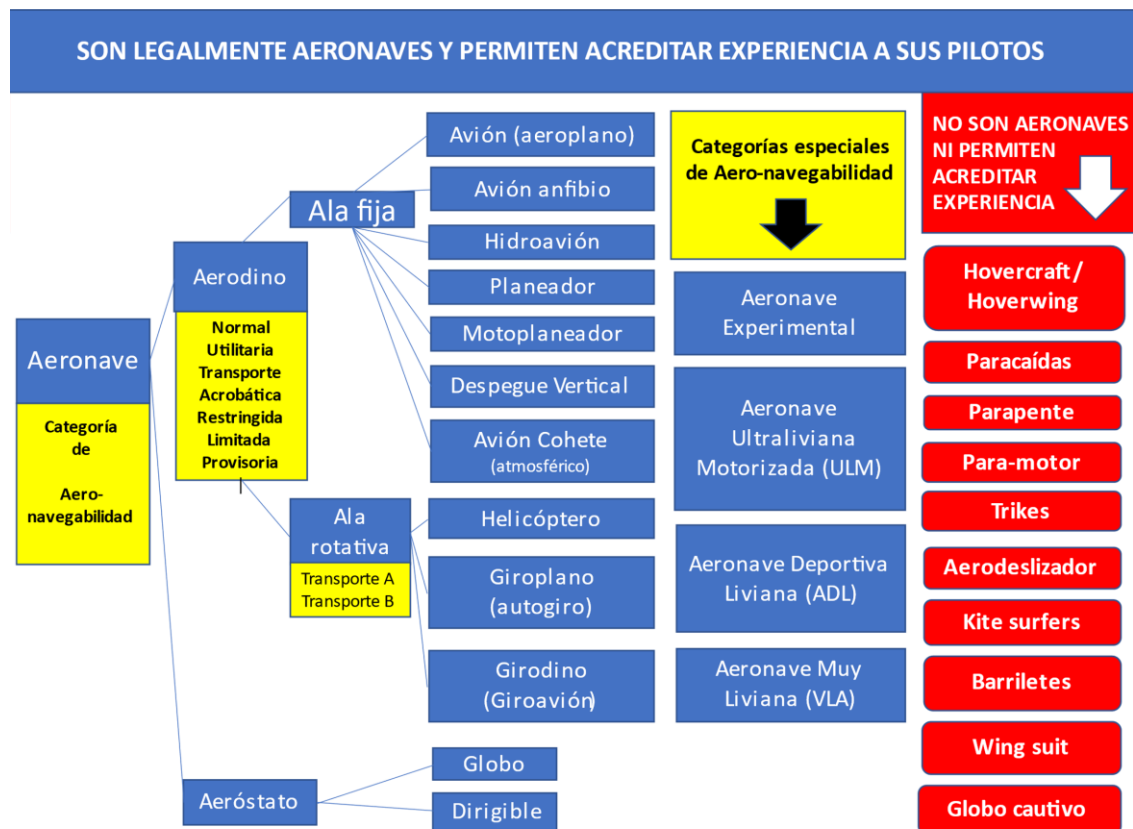 SON LEGALMENTE AERONAVES Y PERMITEN ACREDITAR EXPERIENCIA A SUS PILOTOS
Aeronave
Categoría
de
Aero-
navegabilidad
Aerodino
Normal
Utilitaria
Transporte
Acrobática
Restringida
Limitada
Provisoria
Aeróstato
Ala fija
Ala
rotativa
Transporte A
Transporte B
Avión (aeroplano)
Avión anfibio
Hidroavión
Planeador
Motoplaneador
Despegue Vertical
Avión Cohete
(atmosférico)
Helicóptero
Giroplano
(autogiro)
Girodino
(Giroavión)
Globo
Dirigible
Categorías especiales
de Aero-navegabilidad
Aeronave
Experimental
Aeronave
Ultraliviana
Motorizada (ULM)
Aeronave Deportiva
Liviana (ADL)
Aeronave Muy
Liviana (VLA)
NO SON AERONAVES
NI PERMITEN
ACREDITAR
EXPERIENCIA
Hovercraft/
Hoverwing
Paracaídas
Parapente
Para-motor
Trikes
Aerodeslizador
Kite surfers
Barriletes
Wing suit
Globo cautivo